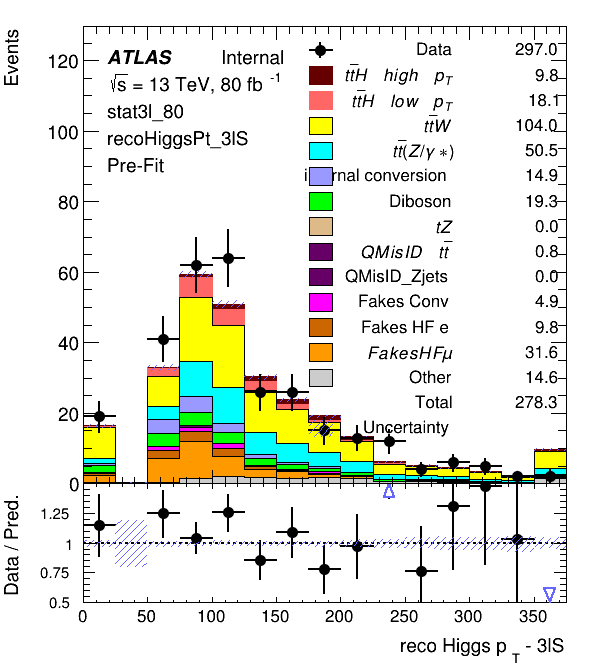 Events
120
100
80
60
40
20
0
ATLAS Internal
√s = 13 TeV, 80 fb⁻¹
stat3l_80
recoHiggsPt_3lS
Pre-Fit
Data 297.0
tt̄H high p_T 9.8
tt̄H low p_T 18.1
tt̄W 104.0
tt̄(Z/γ∗) 50.5
internal conversion 14.9
Diboson 19.2
tZ 0.0
QMisID tt̄ 0.8
QMisID_Zjets 0.0
Fakes Conv 4.9
Fakes HF e 9.8
FakesHFμ 31.6
Other 14.6
Total 278.3
Uncertainty
Data / Pred.
1.25
1
0.75
0.5
0 50 100 150 200 250 300 350
reco Higgs p_T - 3lS